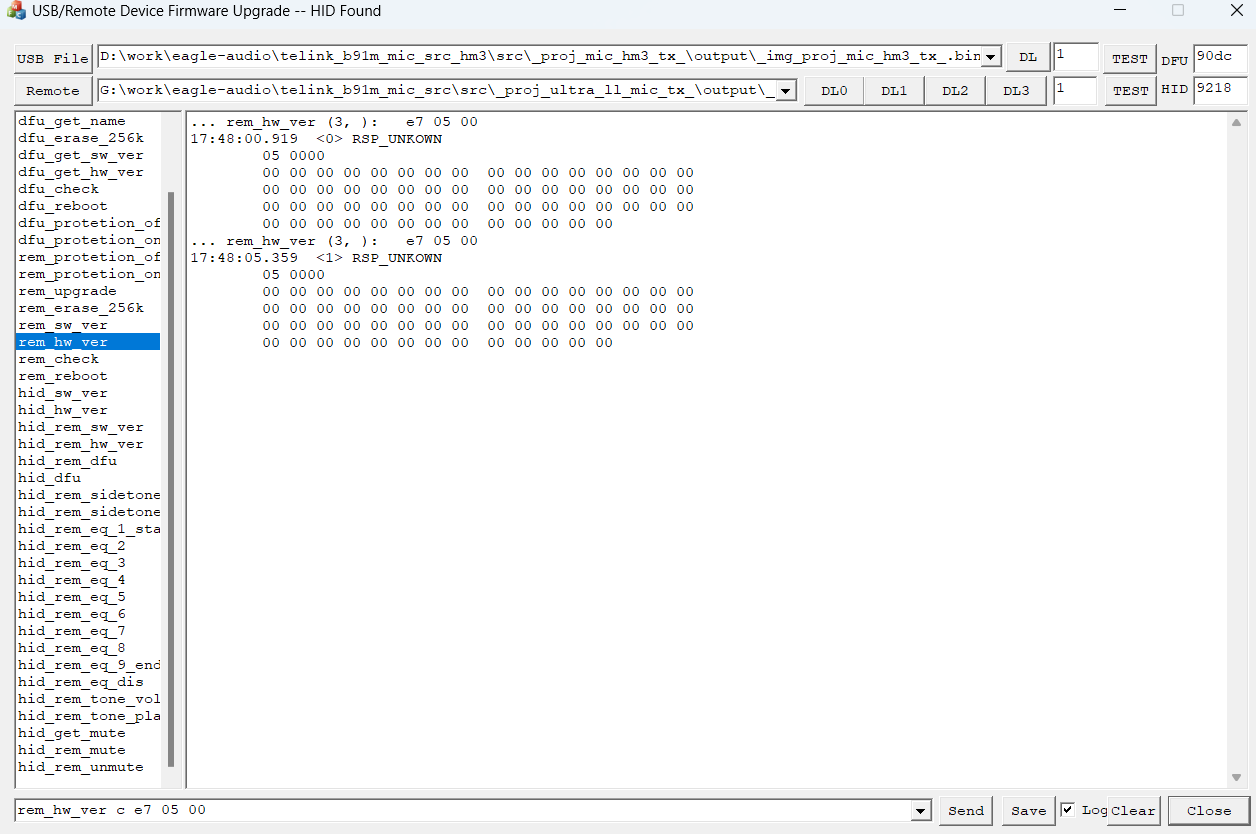 USB/Remote Device Firmware Upgrade -- HID Found
USB File D:\work\eagle-audio\telink_b91m_mic_src_hm3\src\_proj_mic_hm3_tx_\output\_img_proj_mic_hm3_tx_.bin DL 1 TEST DFU 90dc
Remote G:\work\eagle-audio\telink_b91m_mic_src\src\_proj_ultra_ll_mic_tx_\output\_ DL0 DL1 DL2 DL3 1 TEST HID 9218
dfu_get_name
dfu_erase_256k
dfu_get_sw_ver
dfu_get_hw_ver
dfu_check
dfu_reboot
dfu_protetion_of
dfu_protetion_on
rem_protetion_of
rem_protetion_on
rem_upgrade
rem_erase_256k
rem_sw_ver
rem_hw_ver
rem_check
rem_reboot
hid_sw_ver
hid_hw_ver
hid_rem_sw_ver
hid_rem_hw_ver
hid_rem_dfu
hid_dfu
hid_rem_sidetone
hid_rem_sidetone
hid_rem_eq_1_sta
hid_rem_eq_2
hid_rem_eq_3
hid_rem_eq_4
hid_rem_eq_5
hid_rem_eq_6
hid_rem_eq_7
hid_rem_eq_8
hid_rem_eq_9_end
hid_rem_eq_dis
hid_rem_tone_vol
hid_rem_tone_pla
hid_get_mute
hid_rem_mute
hid_rem_unmute
... rem_hw_ver (3, ): e7 05 00
17:48:00.919 <0> RSP_UNKOWN
05 0000
00 00 00 00 00 00 00 00 00 00 00 00 00 00 00 00
00 00 00 00 00 00 00 00 00 00 00 00 00 00 00 00
00 00 00 00 00 00 00 00 00 00 00 00 00 00 00 00
00 00 00 00 00 00 00 00 00 00 00 00 00
... rem_hw_ver (3, ): e7 05 00
17:48:05.359 <1> RSP_UNKOWN
05 0000
00 00 00 00 00 00 00 00 00 00 00 00 00 00 00 00
00 00 00 00 00 00 00 00 00 00 00 00 00 00 00 00
00 00 00 00 00 00 00 00 00 00 00 00 00 00 00 00
00 00 00 00 00 00 00 00 00 00 00 00 00
rem_hw_ver c e7 05 00 Send Save Log Clear Close